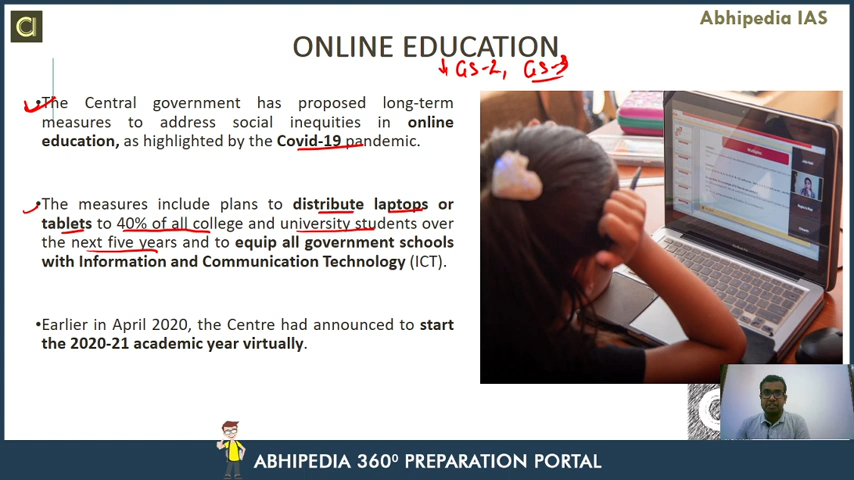 Abhipedia IAS
ONLINE EDUCATION
GS-2, GS-3
•The Central government has proposed long-term
measures to address social inequities in online
education, as highlighted by the Covid-19 pandemic.
•The measures include plans to distribute laptops or
tablets to 40% of all college and university students over
the next five years and to equip all government schools
with Information and Communication Technology (ICT).
•Earlier in April 2020, the Centre had announced to start
the 2020-21 academic year virtually.
ABHIPEDIA 360⁰ PREPARATION PORTAL